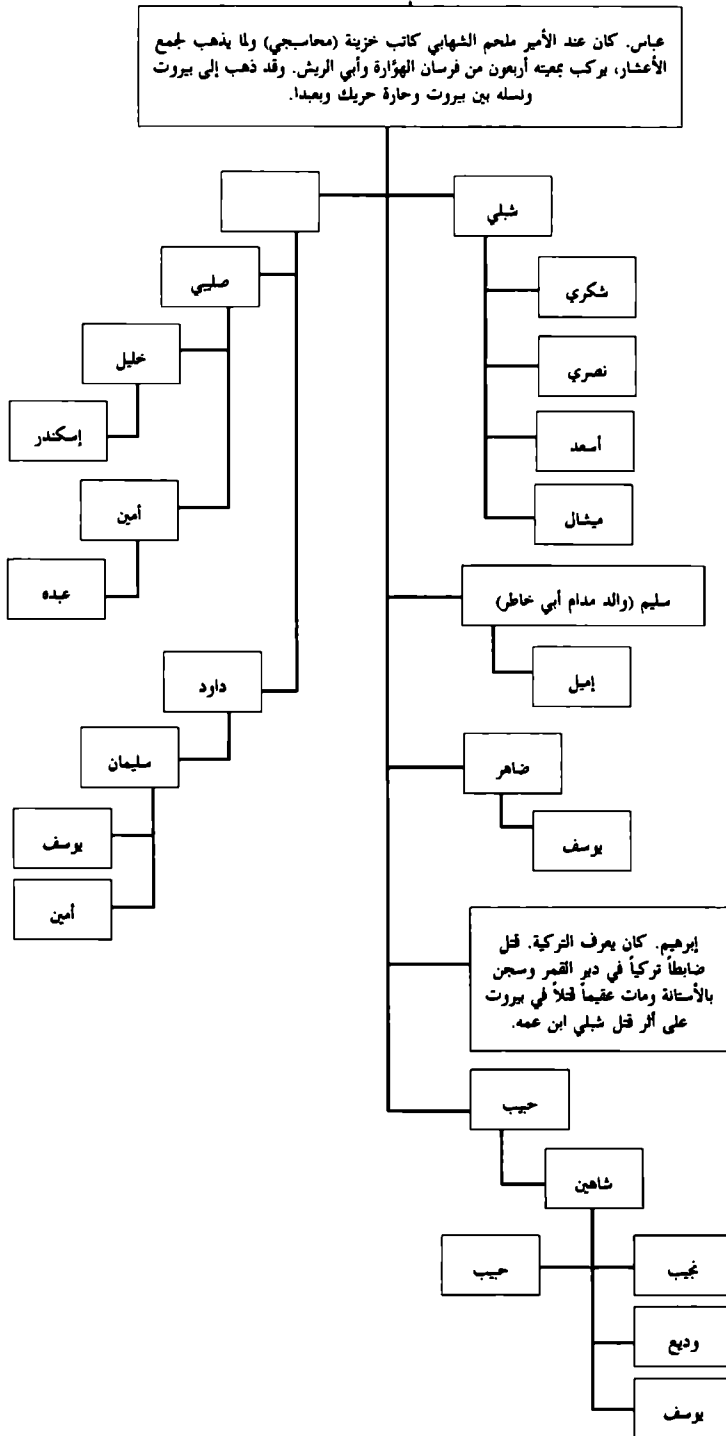 عباس. كان عند الأمير ملحم الشهابي كاتب خزينة (محاسبجي) ولما يذهب لجمع
الأعشار، يركب بمعيته أربعون من فرسان الهوّارة وأبي الريش. وقد ذهب إلى بيروت
ونسله بين بيروت وحارة حريك وبعبدا.
شبلي
شكري
نصري
أسعد
ميشال
صليبي
خليل
إسكندر
أمين
عبده
سليم (والد مدام أبي خاطر)
إميل
داود
سليمان
يوسف
أمين
ضاهر
يوسف
إبرهيم. كان يعرف التركية. قتل
ضابطاً تركياً في دير القمر وسجن
بالأستانة ومات عقيماً قتلاً في بيروت
على أثر قتل شبلي ابن عمه.
حبيب
شاهين
نجيب
حبيب
وديع
يوسف